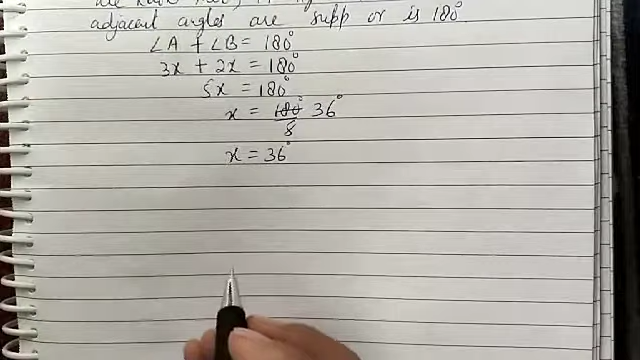 adjacent angles are supp or is 180°
∠A + ∠B = 180°
3x + 2x = 180°
5x = 180°
x = 180° 36°
5
x = 36°